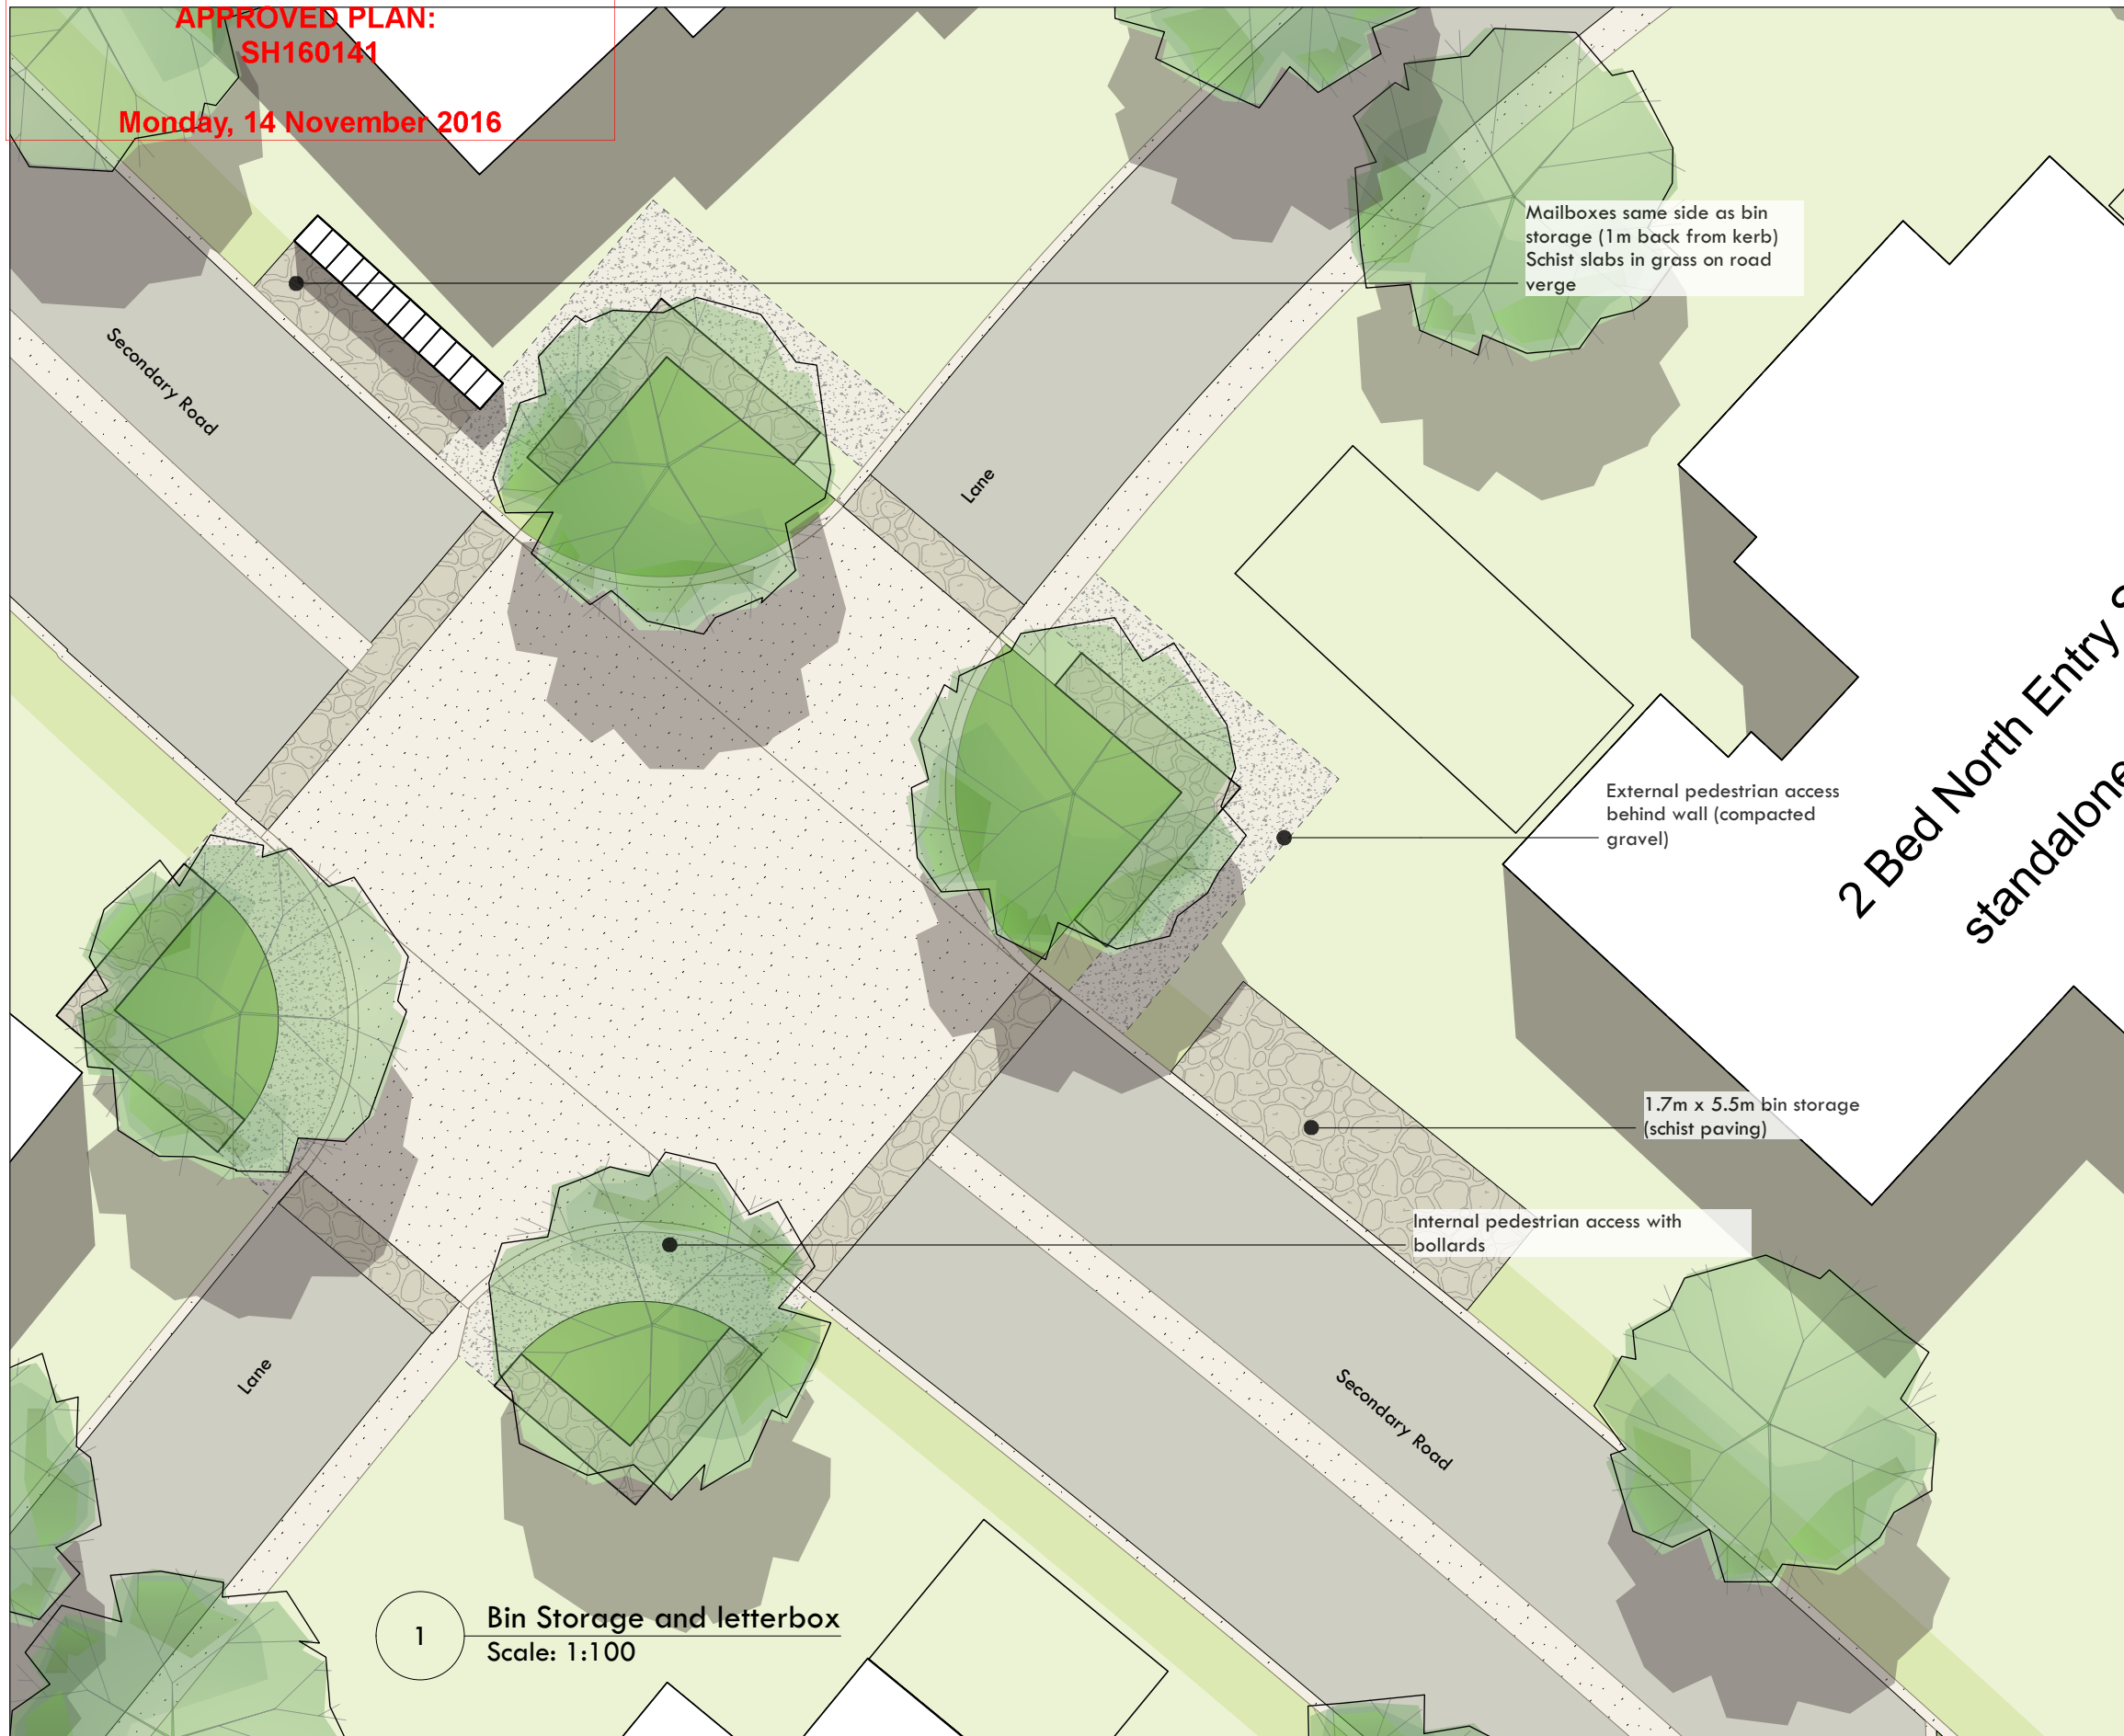 APPROVED PLAN:
SH160141
Monday, 14 November 2016
Mailboxes same side as bin
storage (1m back from kerb)
Schist slabs in grass on road
verge
Secondary Road
Lane
2 Bed North Entry
standalone
External pedestrian access
behind wall (compacted
gravel)
1.7m x 5.5m bin storage
(schist paving)
Internal pedestrian access with
bollards
Lane
Secondary Road
1
Bin Storage and letterbox
Scale: 1:100